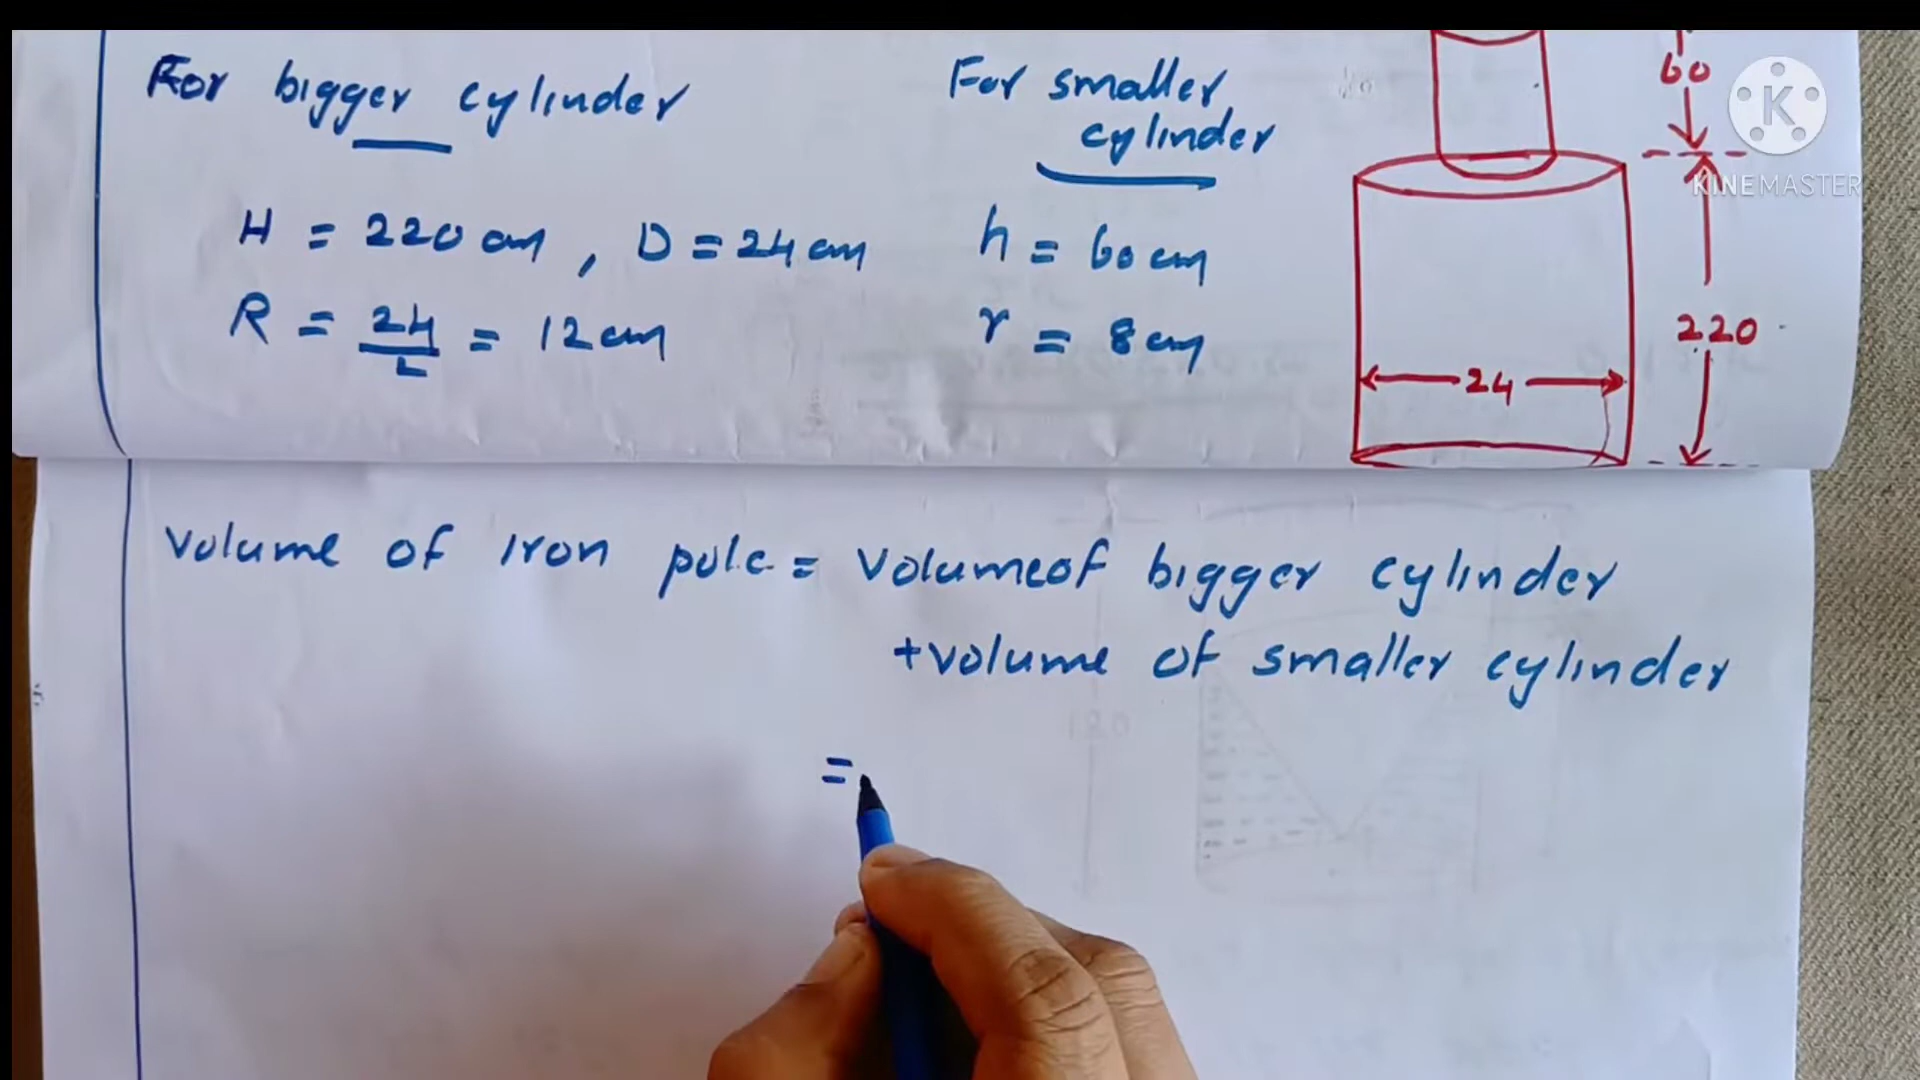 For bigger cylinder
H = 220 cm, D = 24 cm
R = 24/2 = 12 cm
For smaller
cylinder
h = 60 cm
r = 8 cm
60
K
KINEMASTER
220
24
Volume of iron pole = Volume of bigger cylinder
+ volume of smaller cylinder
=